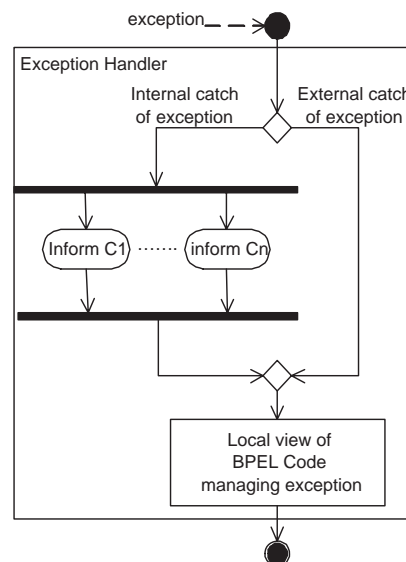 exception
Exception Handler
Internal catch
of exception
External catch
of exception
Inform C1
inform Cn
Local view of
BPEL Code
managing exception